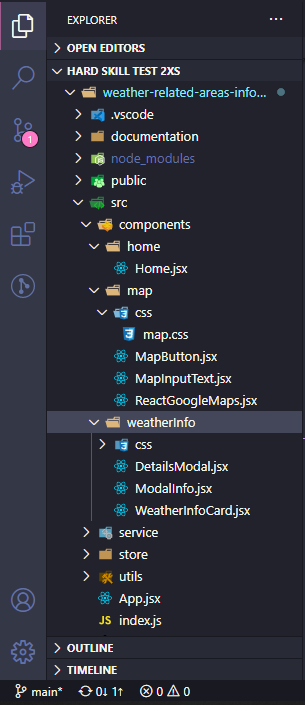 EXPLORER
OPEN EDITORS
HARD SKILL TEST 2XS
weather-related-areas-info...
.vscode
documentation
node_modules
public
src
components
home
Home.jsx
map
css
map.css
MapButton.jsx
MapInputText.jsx
ReactGoogleMaps.jsx
weatherInfo
css
DetailsModal.jsx
ModalInfo.jsx
WeatherInfoCard.jsx
service
store
utils
App.jsx
JS index.js
OUTLINE
TIMELINE
1
main* 0↓ 1↑ 0 0